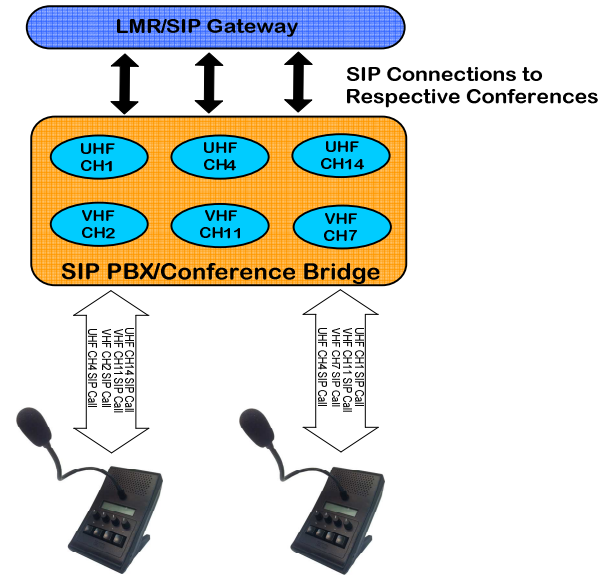 LMR/SIP Gateway
SIP Connections to
Respective Conferences
UHF
CH1
UHF
CH4
UHF
CH14
VHF
CH2
VHF
CH11
VHF
CH7
SIP PBX/Conference Bridge
UHF CH14 SIP Call
VHF CH11 SIP Call
VHF CH2 SIP Call
UHF CH4 SIP Call
UHF CH1 SIP Call
VHF CH11 SIP Call
VHF CH7 SIP Call
UHF CH4 SIP Call